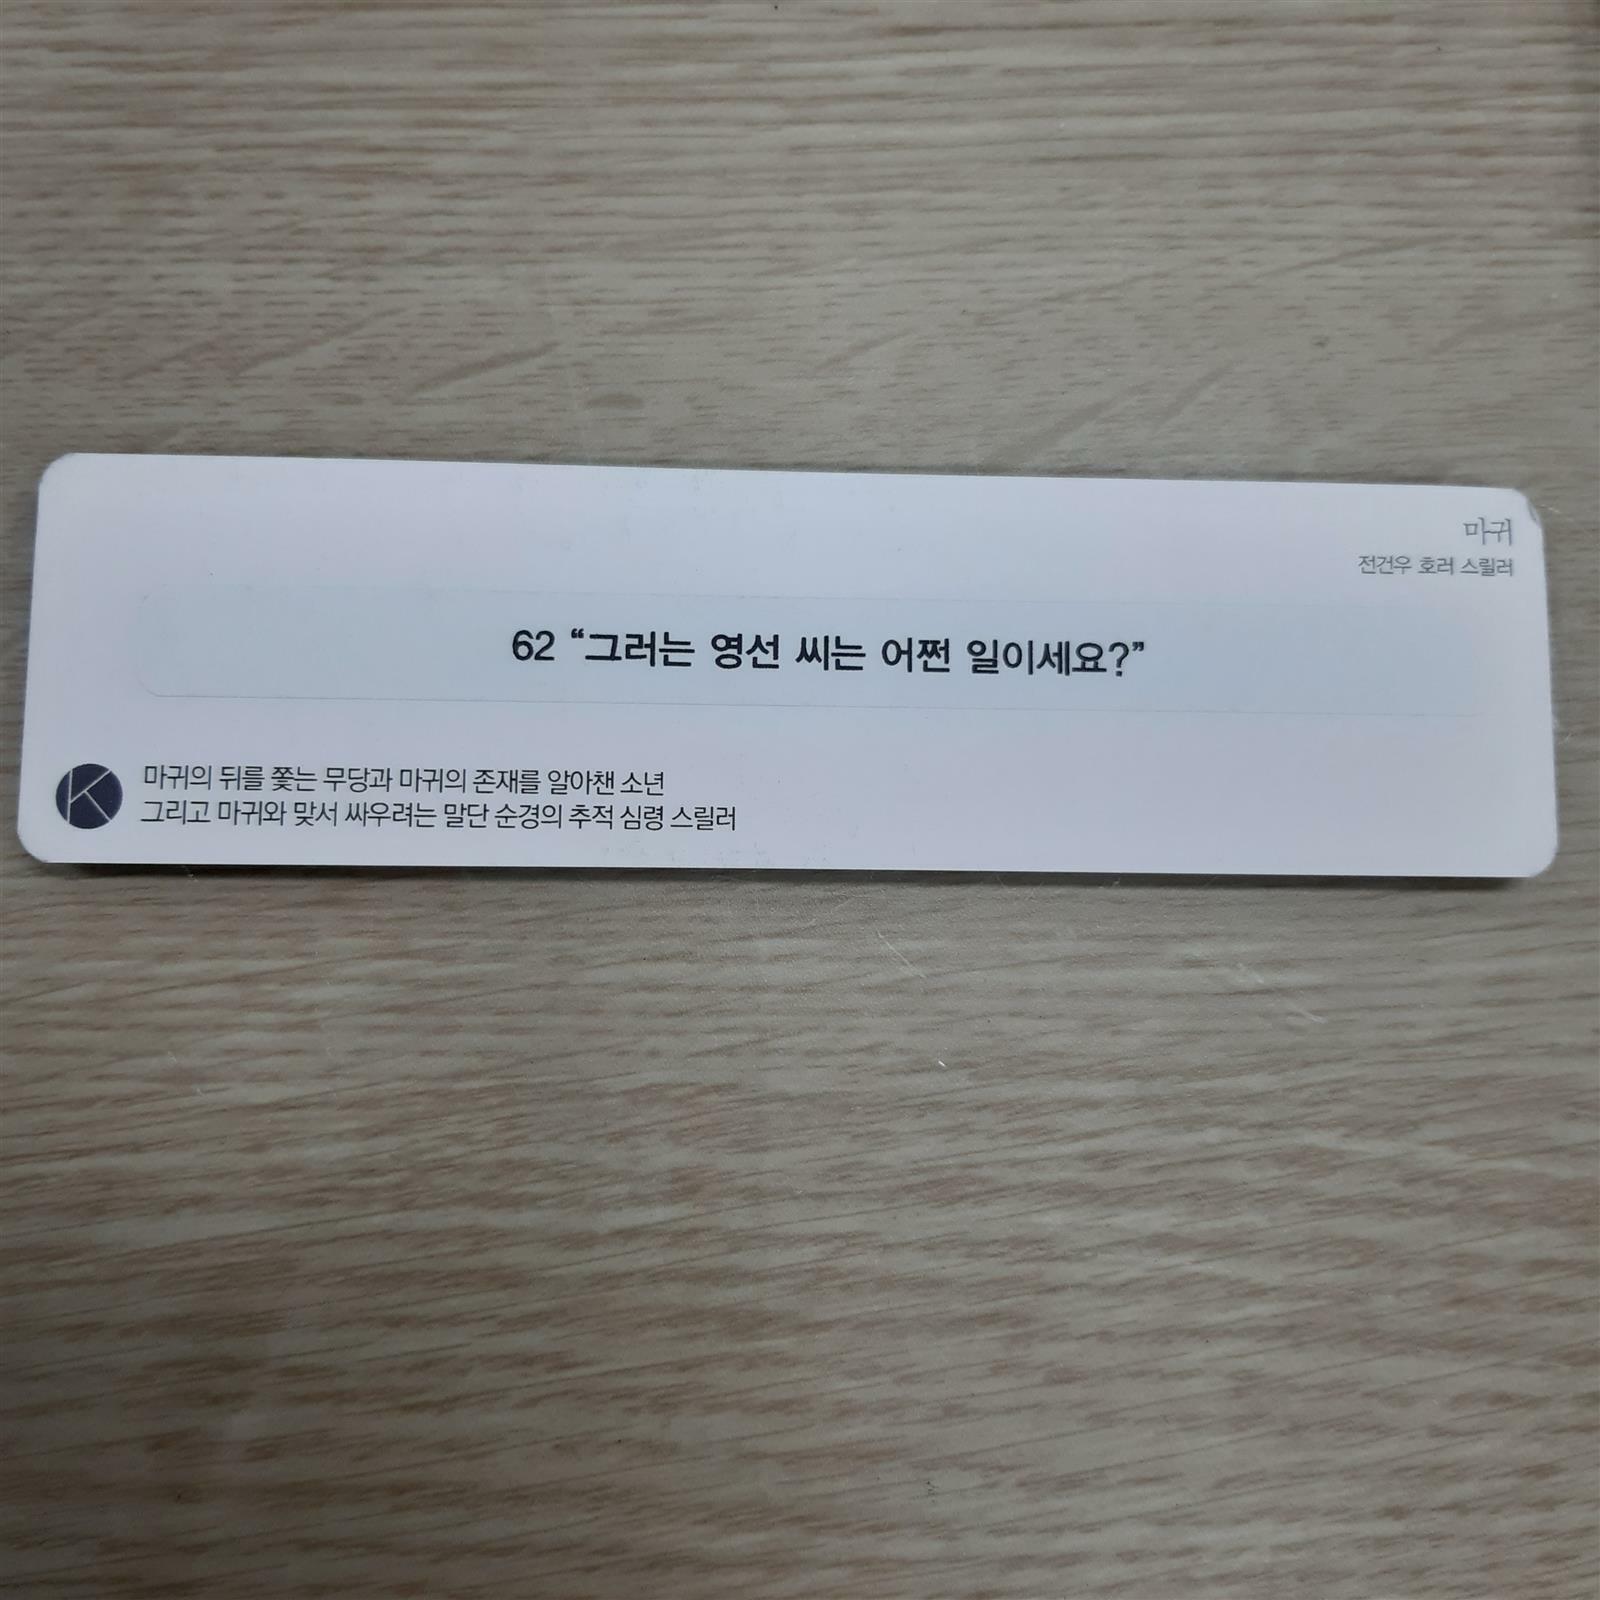 마귀
전건우 호러 스릴러
62 “그러는 영선 씨는 어쩐 일이세요?”
K
마귀의 뒤를 쫓는 무당과 마귀의 존재를 알아챈 소년
그리고 마귀와 맞서 싸우려는 말단 순경의 추적 심령 스릴러